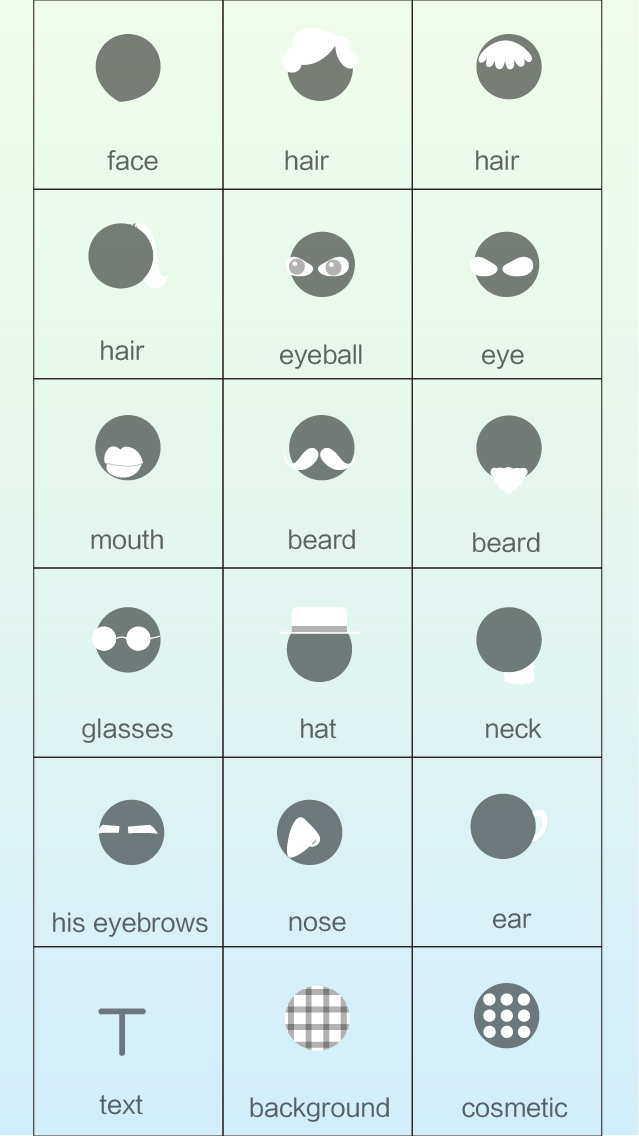 face
hair
hair
hair
eyeball
eye
mouth
beard
beard
glasses
hat
neck
his eyebrows
nose
ear
text
background
cosmetic